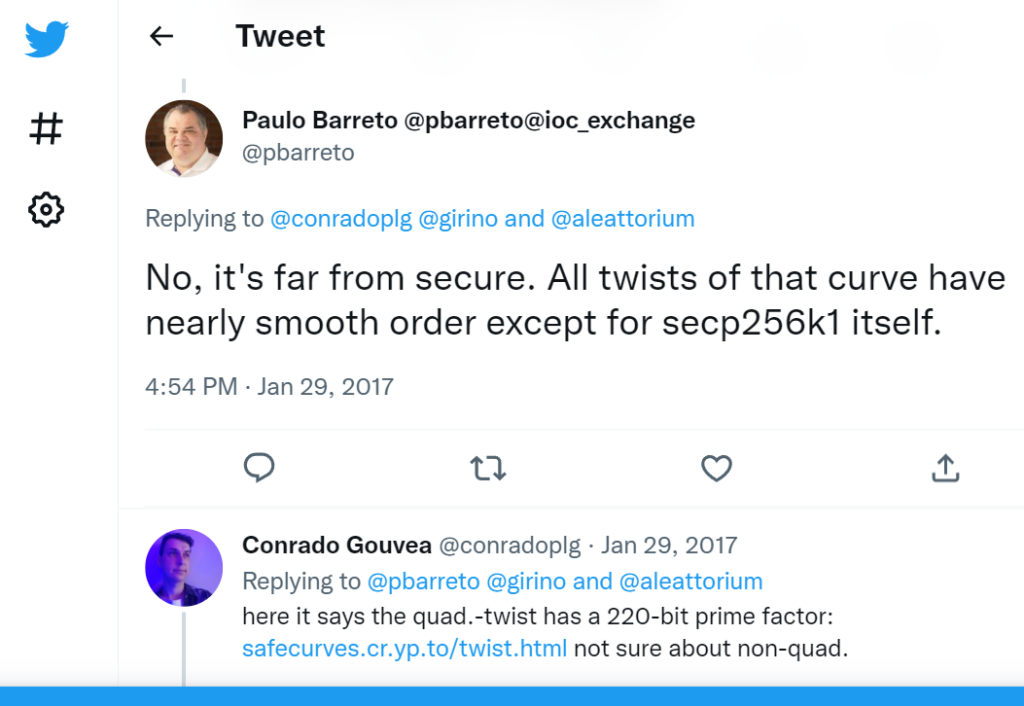 Tweet
Paulo Barreto @pbarreto@ioc_exchange
@pbarreto
Replying to @conradoplg @girino and @aleattorium
No, it's far from secure. All twists of that curve have
nearly smooth order except for secp256k1 itself.
4:54 PM · Jan 29, 2017
Conrado Gouvea @conradoplg · Jan 29, 2017
Replying to @pbarreto @girino and @aleattorium
here it says the quad.-twist has a 220-bit prime factor:
safecurves.cr.yp.to/twist.html not sure about non-quad.